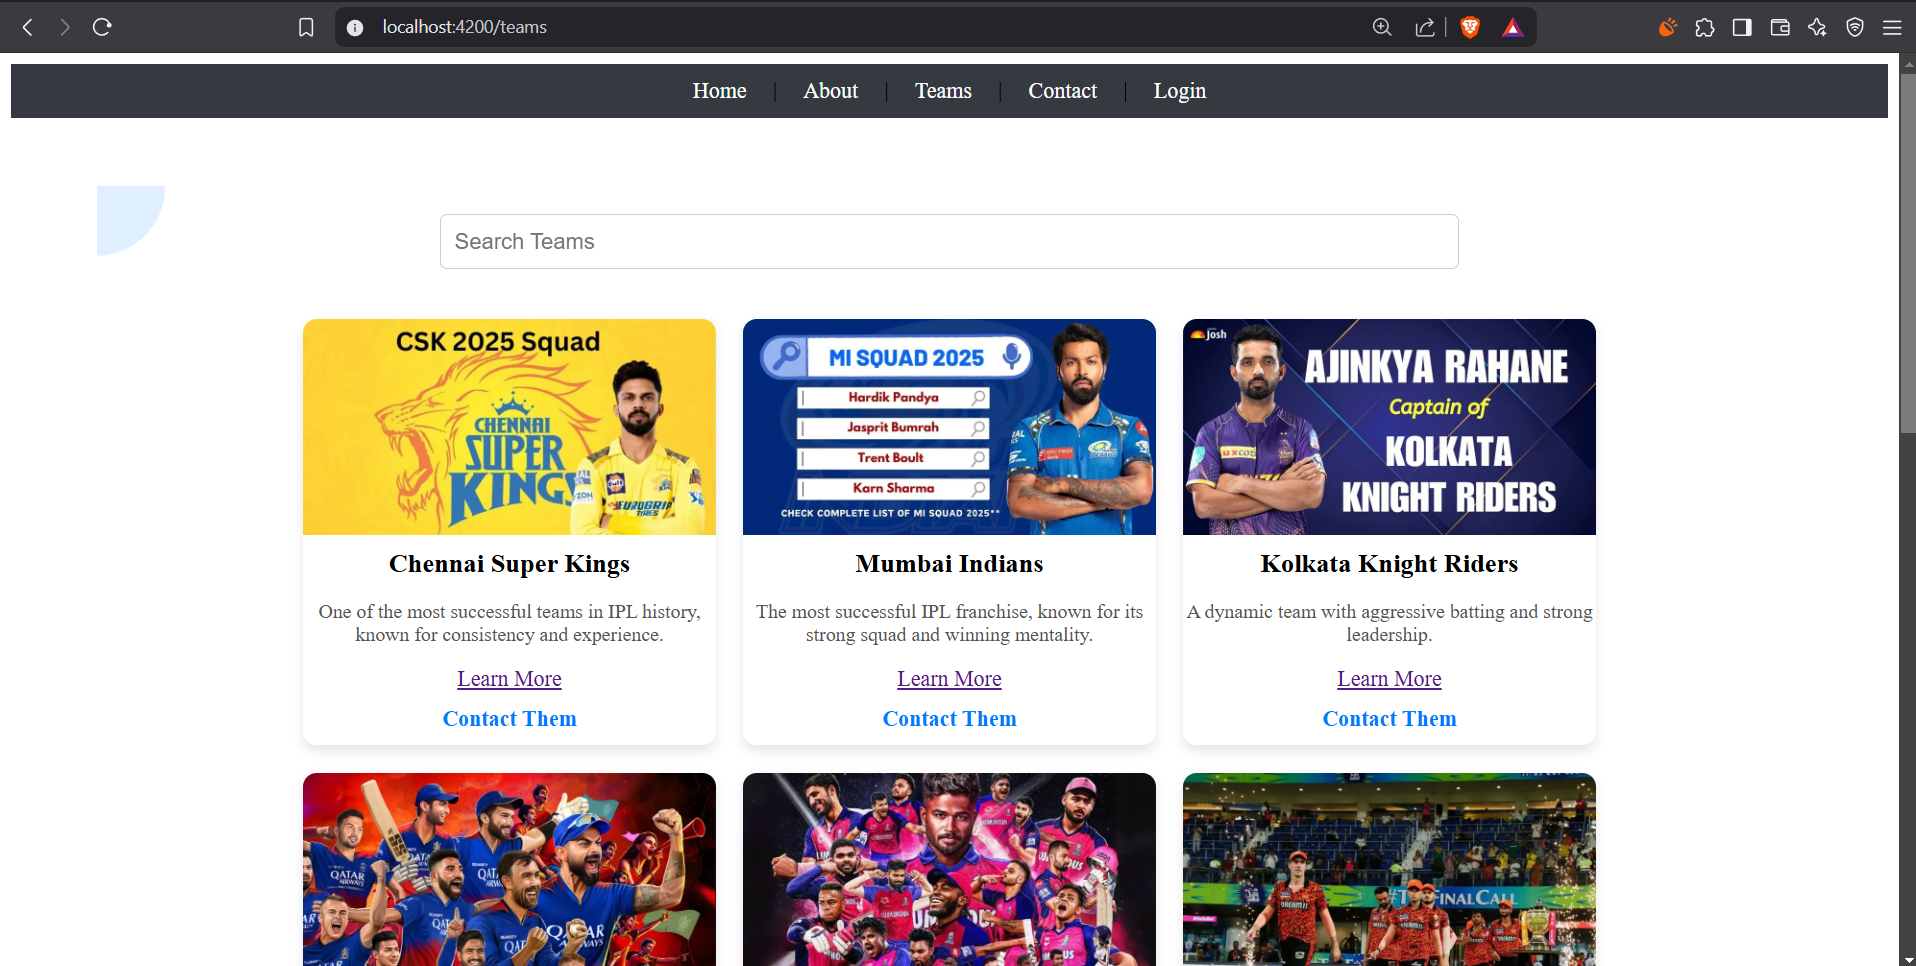 localhost:4200/teams
Home | About | Teams | Contact | Login
Search Teams
CSK 2025 Squad
CHENNAI
SUPER
KINGS
Gulf
EUROGRIP
TYRES
MI SQUAD 2025
Hardik Pandya
Jasprit Bumrah
Trent Boult
Karn Sharma
CHECK COMPLETE LIST OF MI SQUAD 2025**
josh
AJINKYA RAHANE
Captain of
KOLKATA
KNIGHT RIDERS
Chennai Super Kings
Mumbai Indians
Kolkata Knight Riders
One of the most successful teams in IPL history,
known for consistency and experience.
The most successful IPL franchise, known for its
strong squad and winning mentality.
A dynamic team with aggressive batting and strong
leadership.
Learn More
Learn More
Learn More
Contact Them
Contact Them
Contact Them
QATAR
AIRWAYS
FINAL CALL
DREAM11